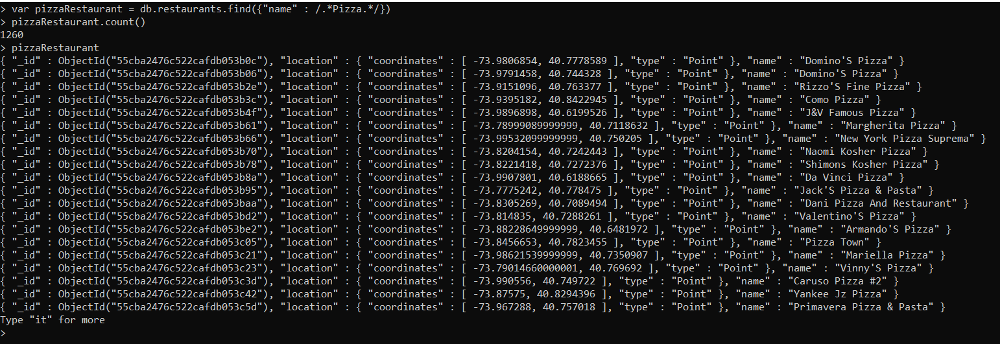 > var pizzaRestaurant = db.restaurants.find({"name" : /.*Pizza.*/})
> pizzaRestaurant.count()
1260
> pizzaRestaurant
{ "_id" : ObjectId("55cba2476c522cafdb053b0c"), "location" : { "coordinates" : [ -73.9806854, 40.7778589 ], "type" : "Point" }, "name" : "Domino'S Pizza" }
{ "_id" : ObjectId("55cba2476c522cafdb053b06"), "location" : { "coordinates" : [ -73.9791458, 40.744328 ], "type" : "Point" }, "name" : "Domino'S Pizza" }
{ "_id" : ObjectId("55cba2476c522cafdb053b2e"), "location" : { "coordinates" : [ -73.9151096, 40.763377 ], "type" : "Point" }, "name" : "Rizzo'S Fine Pizza" }
{ "_id" : ObjectId("55cba2476c522cafdb053b3c"), "location" : { "coordinates" : [ -73.9395182, 40.8422945 ], "type" : "Point" }, "name" : "Como Pizza" }
{ "_id" : ObjectId("55cba2476c522cafdb053b4f"), "location" : { "coordinates" : [ -73.9896898, 40.6199526 ], "type" : "Point" }, "name" : "J&V Famous Pizza" }
{ "_id" : ObjectId("55cba2476c522cafdb053b61"), "location" : { "coordinates" : [ -73.78999089999999, 40.7118632 ], "type" : "Point" }, "name" : "Margherita Pizza" }
{ "_id" : ObjectId("55cba2476c522cafdb053b66"), "location" : { "coordinates" : [ -73.99532099999999, 40.750205 ], "type" : "Point" }, "name" : "New York Pizza Suprema" }
{ "_id" : ObjectId("55cba2476c522cafdb053b70"), "location" : { "coordinates" : [ -73.8204154, 40.7242443 ], "type" : "Point" }, "name" : "Naomi Kosher Pizza" }
{ "_id" : ObjectId("55cba2476c522cafdb053b78"), "location" : { "coordinates" : [ -73.8221418, 40.7272376 ], "type" : "Point" }, "name" : "Shimons Kosher Pizza" }
{ "_id" : ObjectId("55cba2476c522cafdb053b8a"), "location" : { "coordinates" : [ -73.9907801, 40.6188665 ], "type" : "Point" }, "name" : "Da Vinci Pizza" }
{ "_id" : ObjectId("55cba2476c522cafdb053b95"), "location" : { "coordinates" : [ -73.7775242, 40.778475 ], "type" : "Point" }, "name" : "Jack'S Pizza & Pasta" }
{ "_id" : ObjectId("55cba2476c522cafdb053baa"), "location" : { "coordinates" : [ -73.8305269, 40.7089494 ], "type" : "Point" }, "name" : "Dani Pizza And Restaurant" }
{ "_id" : ObjectId("55cba2476c522cafdb053bd2"), "location" : { "coordinates" : [ -73.814835, 40.7288261 ], "type" : "Point" }, "name" : "Valentino'S Pizza" }
{ "_id" : ObjectId("55cba2476c522cafdb053be2"), "location" : { "coordinates" : [ -73.88228649999999, 40.6481972 ], "type" : "Point" }, "name" : "Armando'S Pizza" }
{ "_id" : ObjectId("55cba2476c522cafdb053c05"), "location" : { "coordinates" : [ -73.8456653, 40.7823455 ], "type" : "Point" }, "name" : "Pizza Town" }
{ "_id" : ObjectId("55cba2476c522cafdb053c21"), "location" : { "coordinates" : [ -73.98621539999999, 40.7350907 ], "type" : "Point" }, "name" : "Mariella Pizza" }
{ "_id" : ObjectId("55cba2476c522cafdb053c23"), "location" : { "coordinates" : [ -73.79014660000001, 40.769692 ], "type" : "Point" }, "name" : "Vinny'S Pizza" }
{ "_id" : ObjectId("55cba2476c522cafdb053c3d"), "location" : { "coordinates" : [ -73.990556, 40.749722 ], "type" : "Point" }, "name" : "Caruso Pizza #2" }
{ "_id" : ObjectId("55cba2476c522cafdb053c42"), "location" : { "coordinates" : [ -73.87575, 40.8294396 ], "type" : "Point" }, "name" : "Yankee Jz Pizza" }
{ "_id" : ObjectId("55cba2476c522cafdb053c5d"), "location" : { "coordinates" : [ -73.967288, 40.757018 ], "type" : "Point" }, "name" : "Primavera Pizza & Pasta" }
Type "it" for more
>